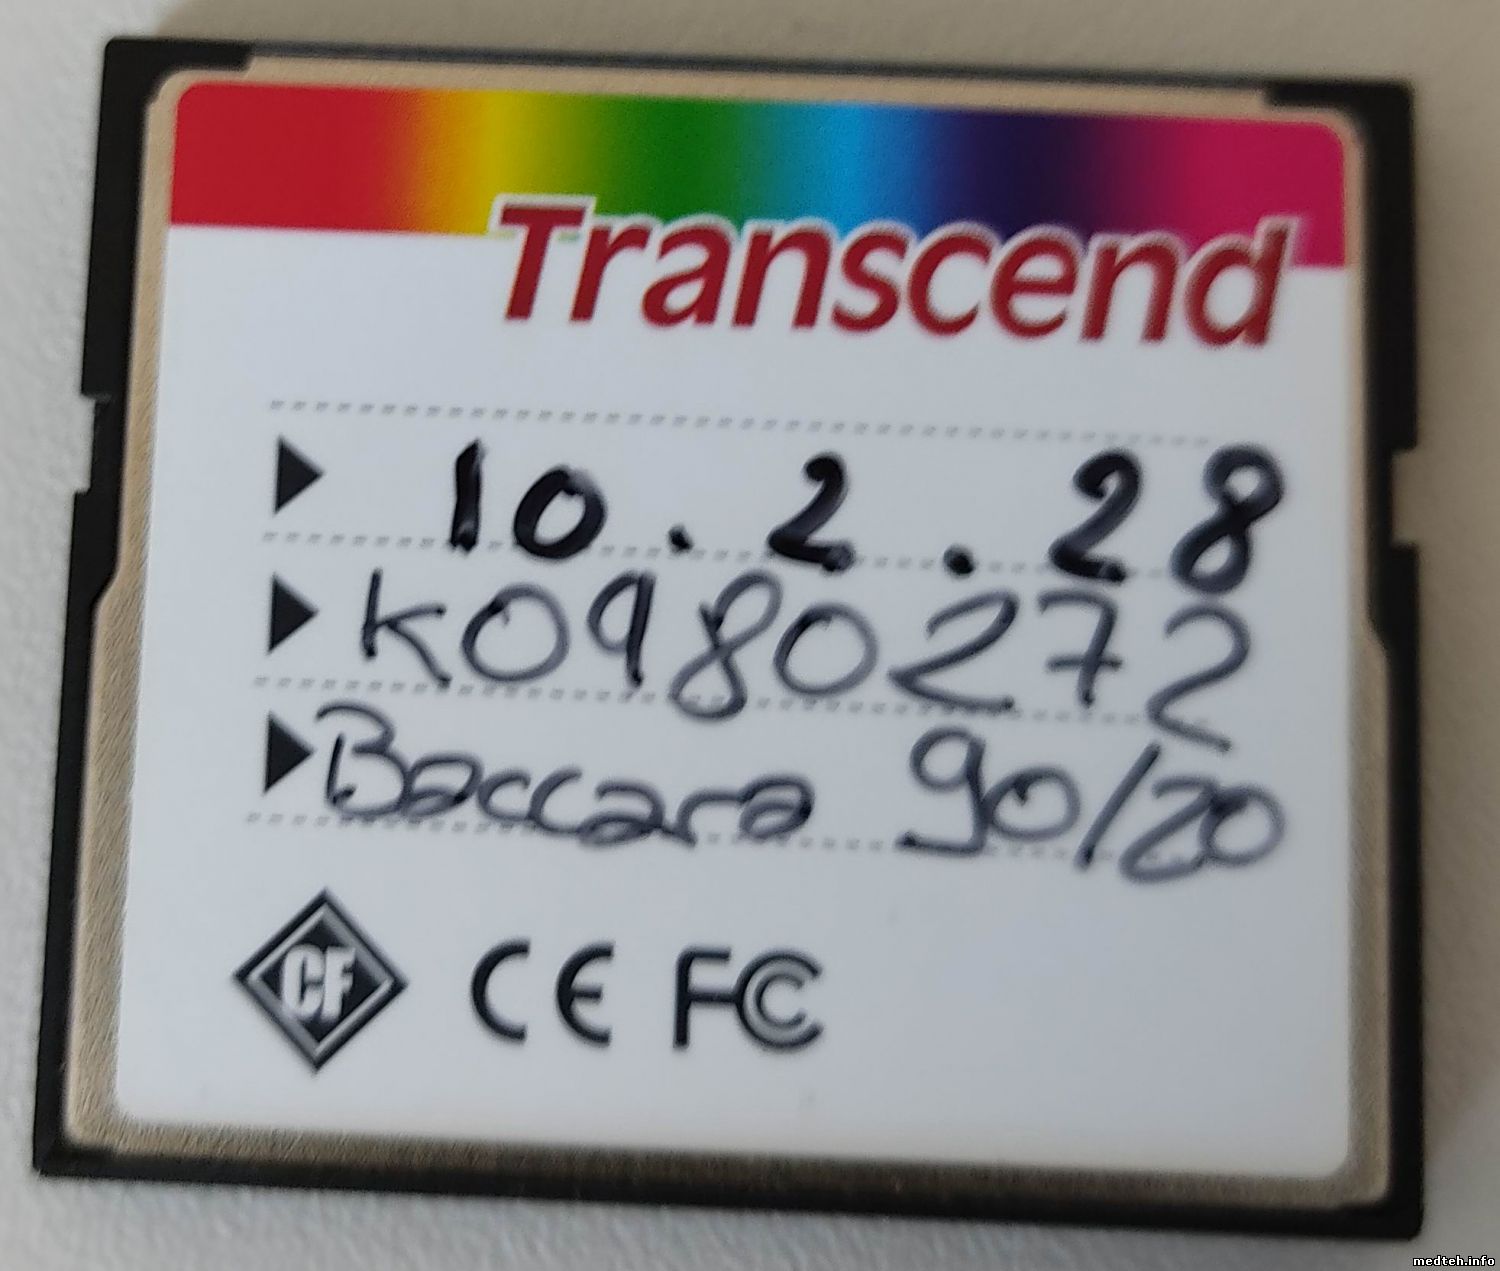 Transcend
10.2.28
K0980272
Baccara 90/20
CF CE FC
medteh.info